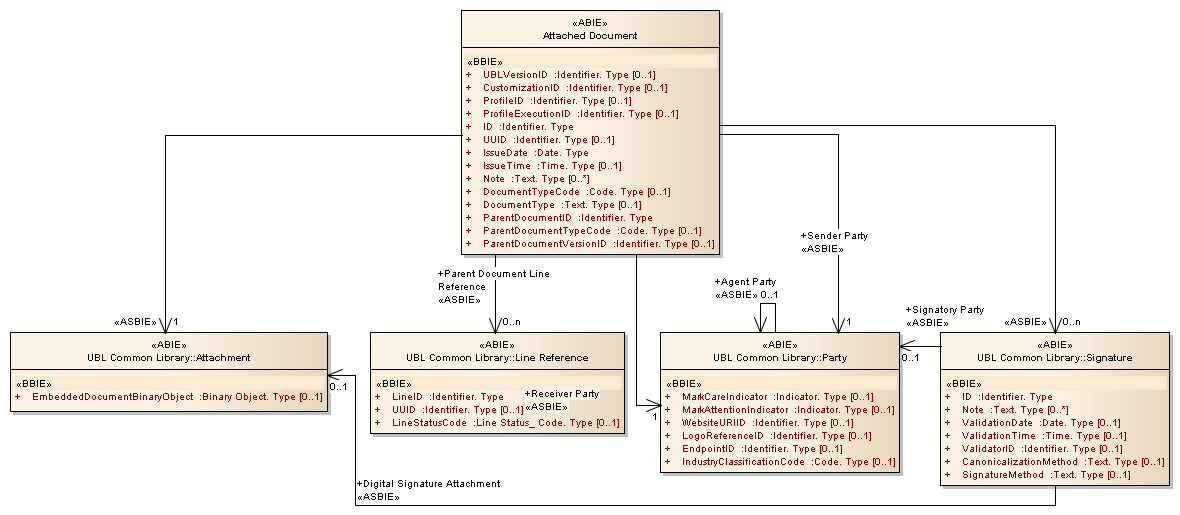 «ABIE»
Attached Document
«BBIE»
+ UBLVersionID :Identifier. Type [0..1]
+ CustomizationID :Identifier. Type [0..1]
+ ProfileID :Identifier. Type [0..1]
+ ProfileExecutionID :Identifier. Type [0..1]
+ ID :Identifier. Type
+ UUID :Identifier. Type [0..1]
+ IssueDate :Date. Type
+ IssueTime :Time. Type [0..1]
+ Note :Text. Type [0..*]
+ DocumentTypeCode :Code. Type [0..1]
+ DocumentType :Text. Type [0..1]
+ ParentDocumentID :Identifier. Type
+ ParentDocumentTypeCode :Code. Type [0..1]
+ ParentDocumentVersionID :Identifier. Type [0..1]
+Sender Party
«ASBIE»
+Parent Document Line
Reference
«ASBIE»
+Agent Party
«ASBIE» 0..1
+Signatory Party
«ASBIE»
«ASBIE» 1
0..n
1
«ASBIE» 0..n
«ABIE»
UBL Common Library::Attachment
«BBIE»
+ EmbeddedDocumentBinaryObject :Binary Object. Type [0..1]
0..1
«ABIE»
UBL Common Library::Line Reference
«BBIE»
+ LineID :Identifier. Type
+ UUID :Identifier. Type [0..1]
+ LineStatusCode :Line Status_ Code. Type [0..1]
+Receiver Party
«ASBIE»
1
«ABIE»
UBL Common Library::Party
«BBIE»
+ MarkCareIndicator :Indicator. Type [0..1]
+ MarkAttentionIndicator :Indicator. Type [0..1]
+ WebsiteURIID :Identifier. Type [0..1]
+ LogoReferenceID :Identifier. Type [0..1]
+ EndpointID :Identifier. Type [0..1]
+ IndustryClassificationCode :Code. Type [0..1]
0..1
«ABIE»
UBL Common Library::Signature
«BBIE»
+ ID :Identifier. Type
+ Note :Text. Type [0..*]
+ ValidationDate :Date. Type [0..1]
+ ValidationTime :Time. Type [0..1]
+ ValidatorID :Identifier. Type [0..1]
+ CanonicalizationMethod :Text. Type [0..1]
+ SignatureMethod :Text. Type [0..1]
+Digital Signature Attachment
«ASBIE»